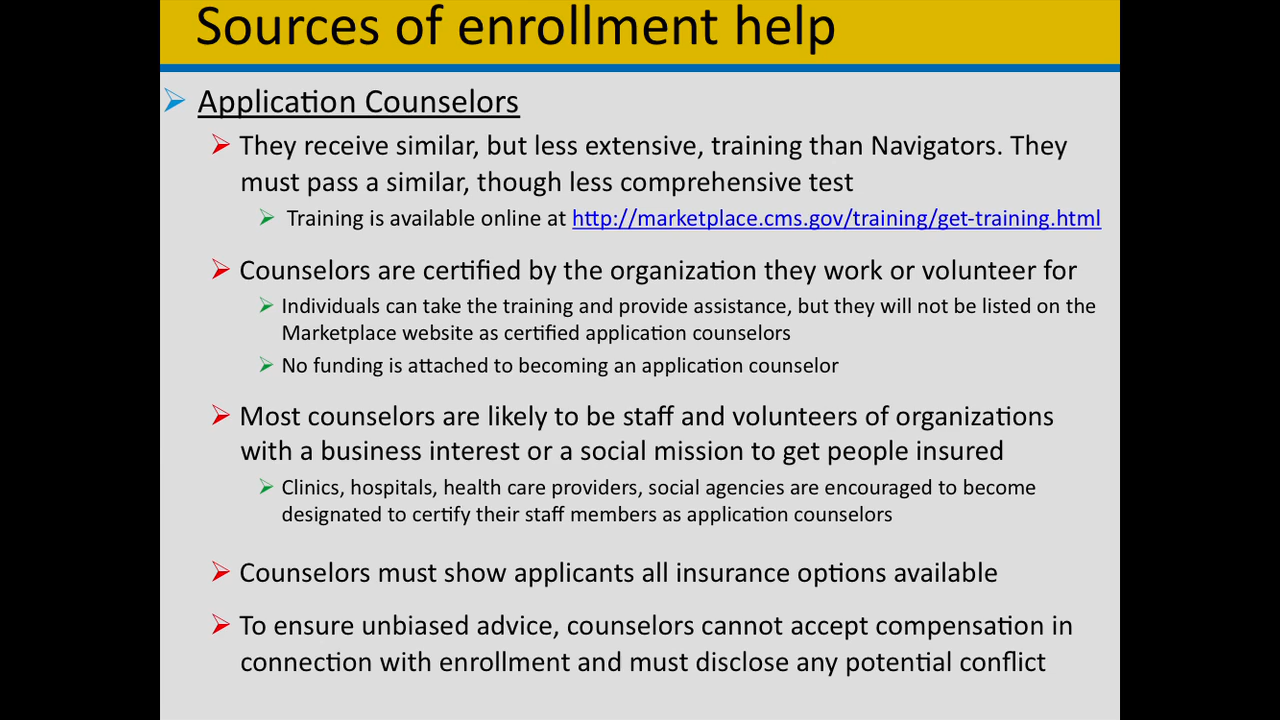 Sources of enrollment help
Application Counselors
They receive similar, but less extensive, training than Navigators. They
must pass a similar, though less comprehensive test
Training is available online at http://marketplace.cms.gov/training/get-training.html
Counselors are certified by the organization they work or volunteer for
Individuals can take the training and provide assistance, but they will not be listed on the
Marketplace website as certified application counselors
No funding is attached to becoming an application counselor
Most counselors are likely to be staff and volunteers of organizations
with a business interest or a social mission to get people insured
Clinics, hospitals, health care providers, social agencies are encouraged to become
designated to certify their staff members as application counselors
Counselors must show applicants all insurance options available
To ensure unbiased advice, counselors cannot accept compensation in
connection with enrollment and must disclose any potential conflict